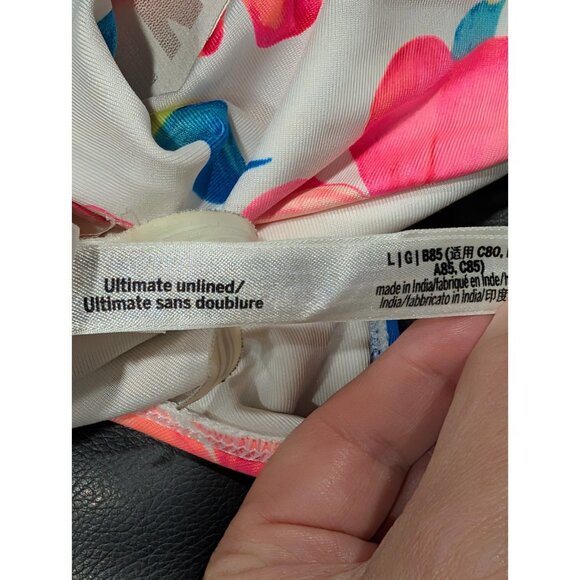 Ultimate unlined/
Ultimate sans doublure
L | G | B85 (适用 C80,
A85, C85)
made in India/fabriqué en Inde/
India/fabbricato in India/印度